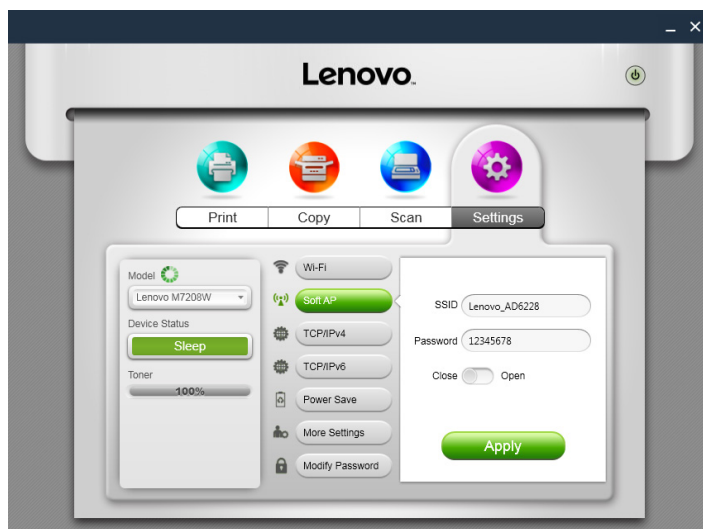 Lenovo™
Print
Copy
Scan
Settings
Model
Lenovo M7208W
Device Status
Sleep
Toner
100%
Wi-Fi
Soft AP
TCP/IPv4
TCP/IPv6
Power Save
More Settings
Modify Password
SSID Lenovo_AD6228
Password 12345678
Close Open
Apply